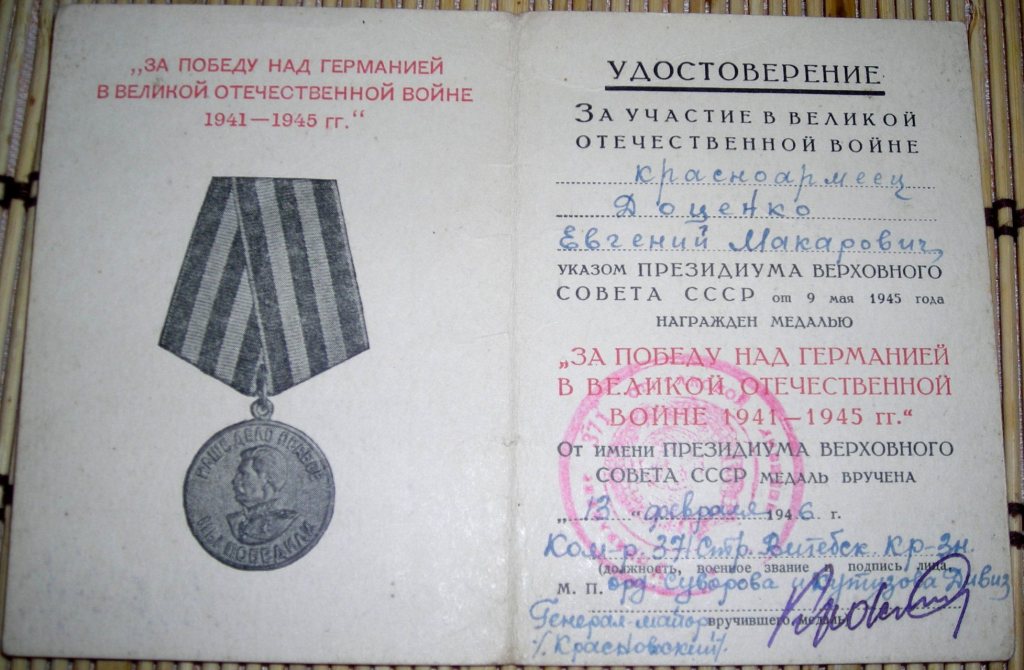 „ЗА ПОБЕДУ НАД ГЕРМАНИЕЙ
В ВЕЛИКОЙ ОТЕЧЕСТВЕННОЙ ВОЙНЕ
1941—1945 гг.“
НАШЕ ДЕЛО ПРАВОЕ
МЫ ПОБЕДИЛИ
УДОСТОВЕРЕНИЕ
ЗА УЧАСТИЕ В ВЕЛИКОЙ
ОТЕЧЕСТВЕННОЙ ВОЙНЕ
красноармеец
Доценко
Евгений Макарович
УКАЗОМ ПРЕЗИДИУМА ВЕРХОВНОГО
СОВЕТА СССР от 9 мая 1945 года
НАГРАЖДЕН МЕДАЛЬЮ
„ЗА ПОБЕДУ НАД ГЕРМАНИЕЙ
В ВЕЛИКОЙ ОТЕЧЕСТВЕННОЙ
ВОЙНЕ 1941—1945 гг.“
ОТ ИМЕНИ ПРЕЗИДИУМА ВЕРХОВНОГО
СОВЕТА СССР МЕДАЛЬ ВРУЧЕНА
„13“ февраля 1946 г.
Ком-р. 371 Стр. Витебск. Кр-Зн.
(должность, военное звание и подпись лица,
М. П. орд. Суворова и Кутузова Дивиз
Генерал-майор вручившего медаль)
/Красновский/.